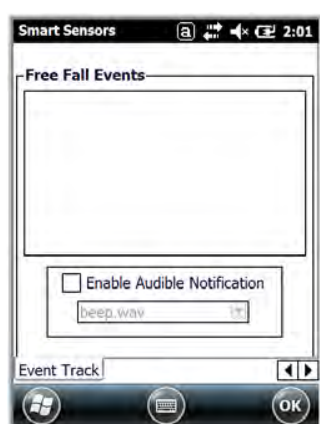 Smart Sensors a 2:01
Free Fall Events
Enable Audible Notification
beep.wav
Event Track
OK